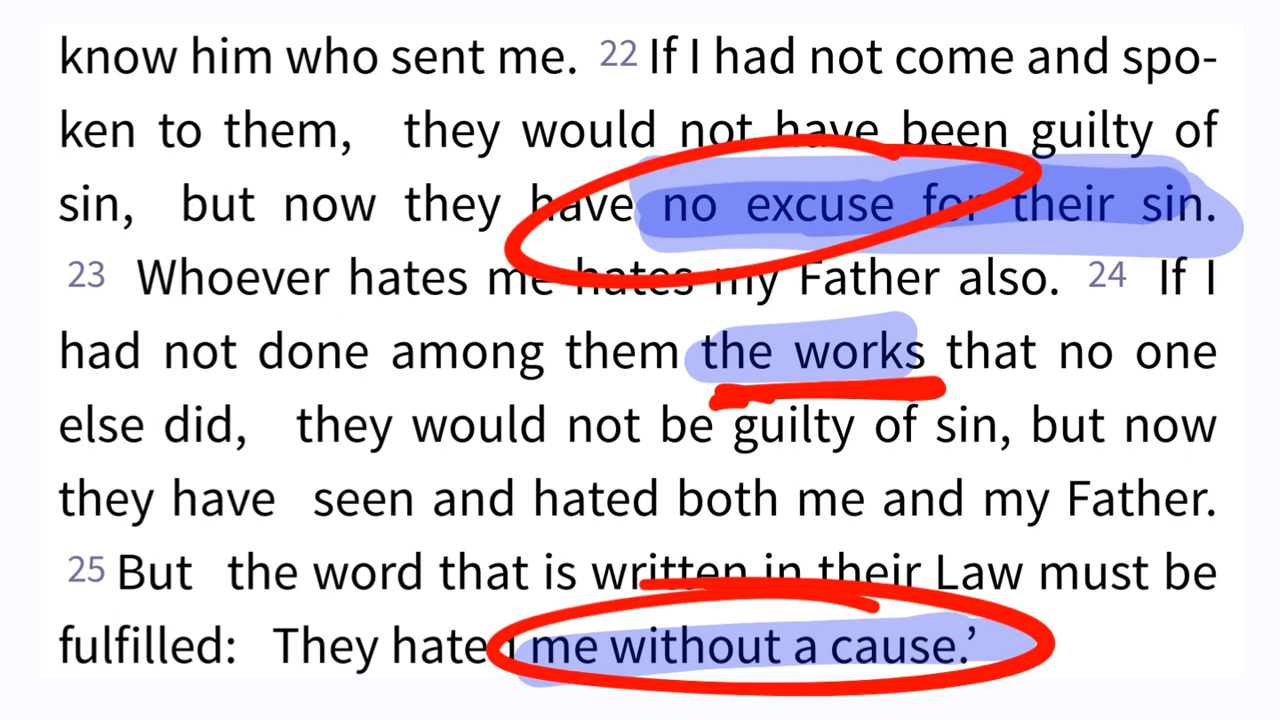 know him who sent me. 22 If I had not come and spo-
ken to them, they would not have been guilty of
sin, but now they have no excuse for their sin.
23 Whoever hates me hates my Father also. 24 If I
had not done among them the works that no one
else did, they would not be guilty of sin, but now
they have seen and hated both me and my Father.
25 But the word that is written in their Law must be
fulfilled: They hated me without a cause.’